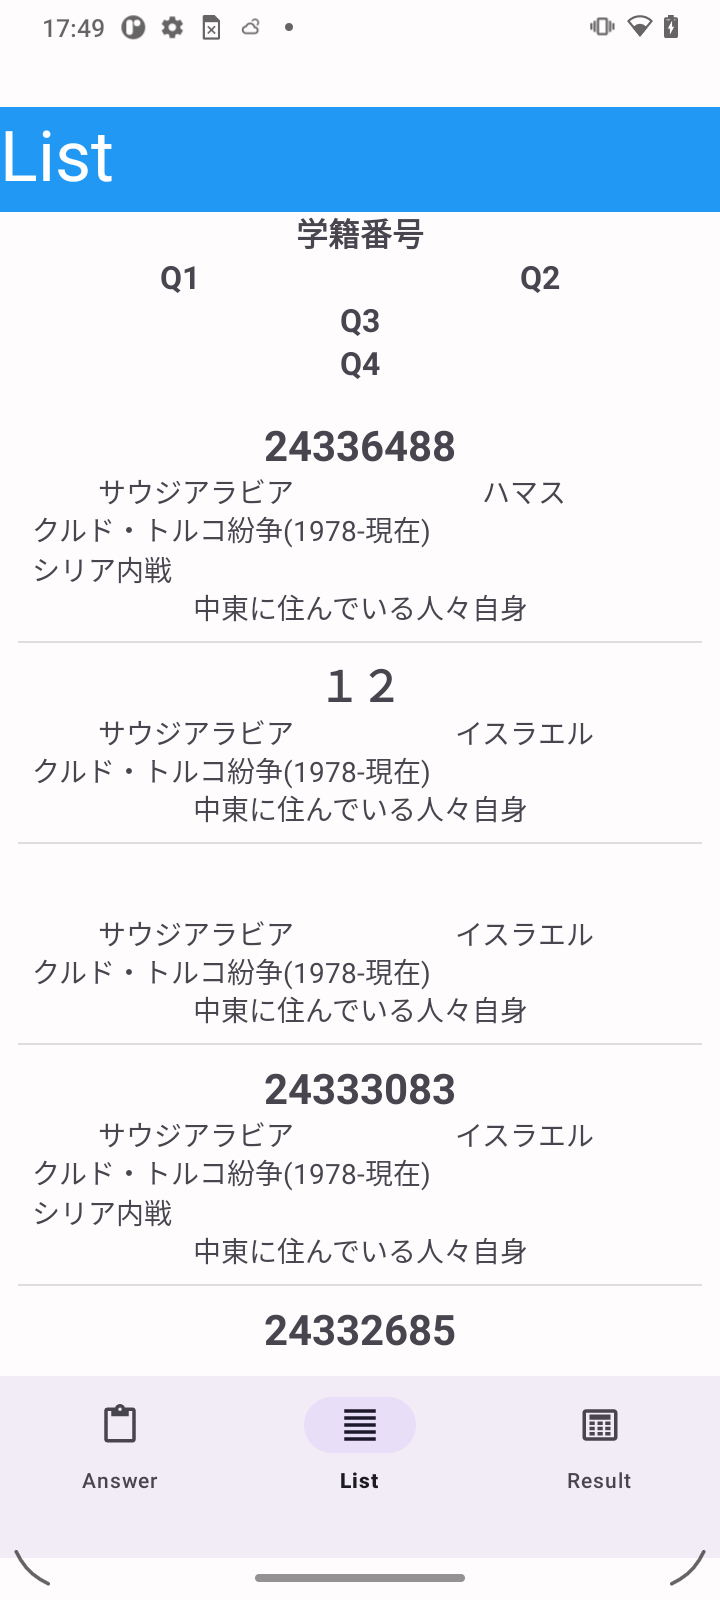 17:49
List
学籍番号
Q1 Q2
Q3
Q4
24336488
サウジアラビア ハマス
クルド・トルコ紛争(1978-現在)
シリア内戦
中東に住んでいる人々自身
１２
サウジアラビア イスラエル
クルド・トルコ紛争(1978-現在)
中東に住んでいる人々自身
サウジアラビア イスラエル
クルド・トルコ紛争(1978-現在)
中東に住んでいる人々自身
24333083
サウジアラビア イスラエル
クルド・トルコ紛争(1978-現在)
シリア内戦
中東に住んでいる人々自身
24332685
Answer List Result